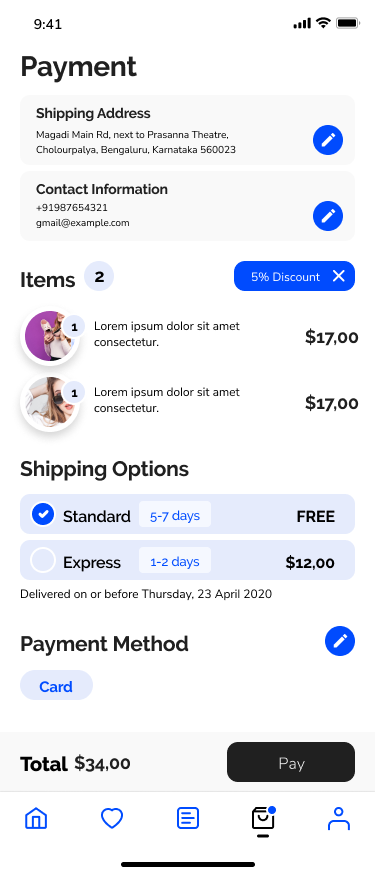 9:41
Payment
Shipping Address
Magadi Main Rd, next to Prasanna Theatre,
Cholourpalya, Bengaluru, Karnataka 560023
Contact Information
+91987654321
gmail@example.com
Items 2
5% Discount
1
Lorem ipsum dolor sit amet
consectetur.
$17,00
1
Lorem ipsum dolor sit amet
consectetur.
$17,00
Shipping Options
Standard 5-7 days FREE
Express 1-2 days $12,00
Delivered on or before Thursday, 23 April 2020
Payment Method
Card
Total $34,00 Pay